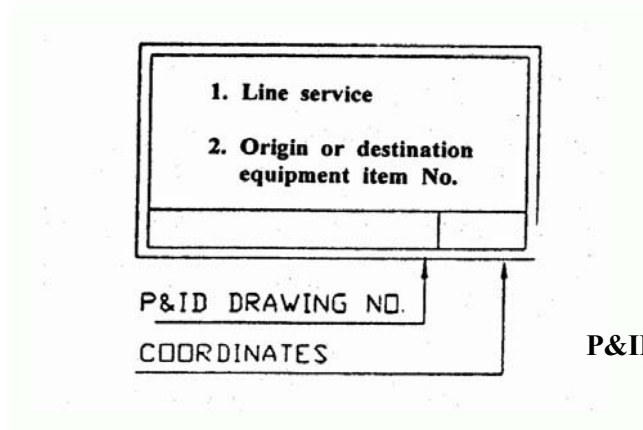 1. Line service
2. Origin or destination
equipment item No.
P&ID DRAWING NO.
COORDINATES